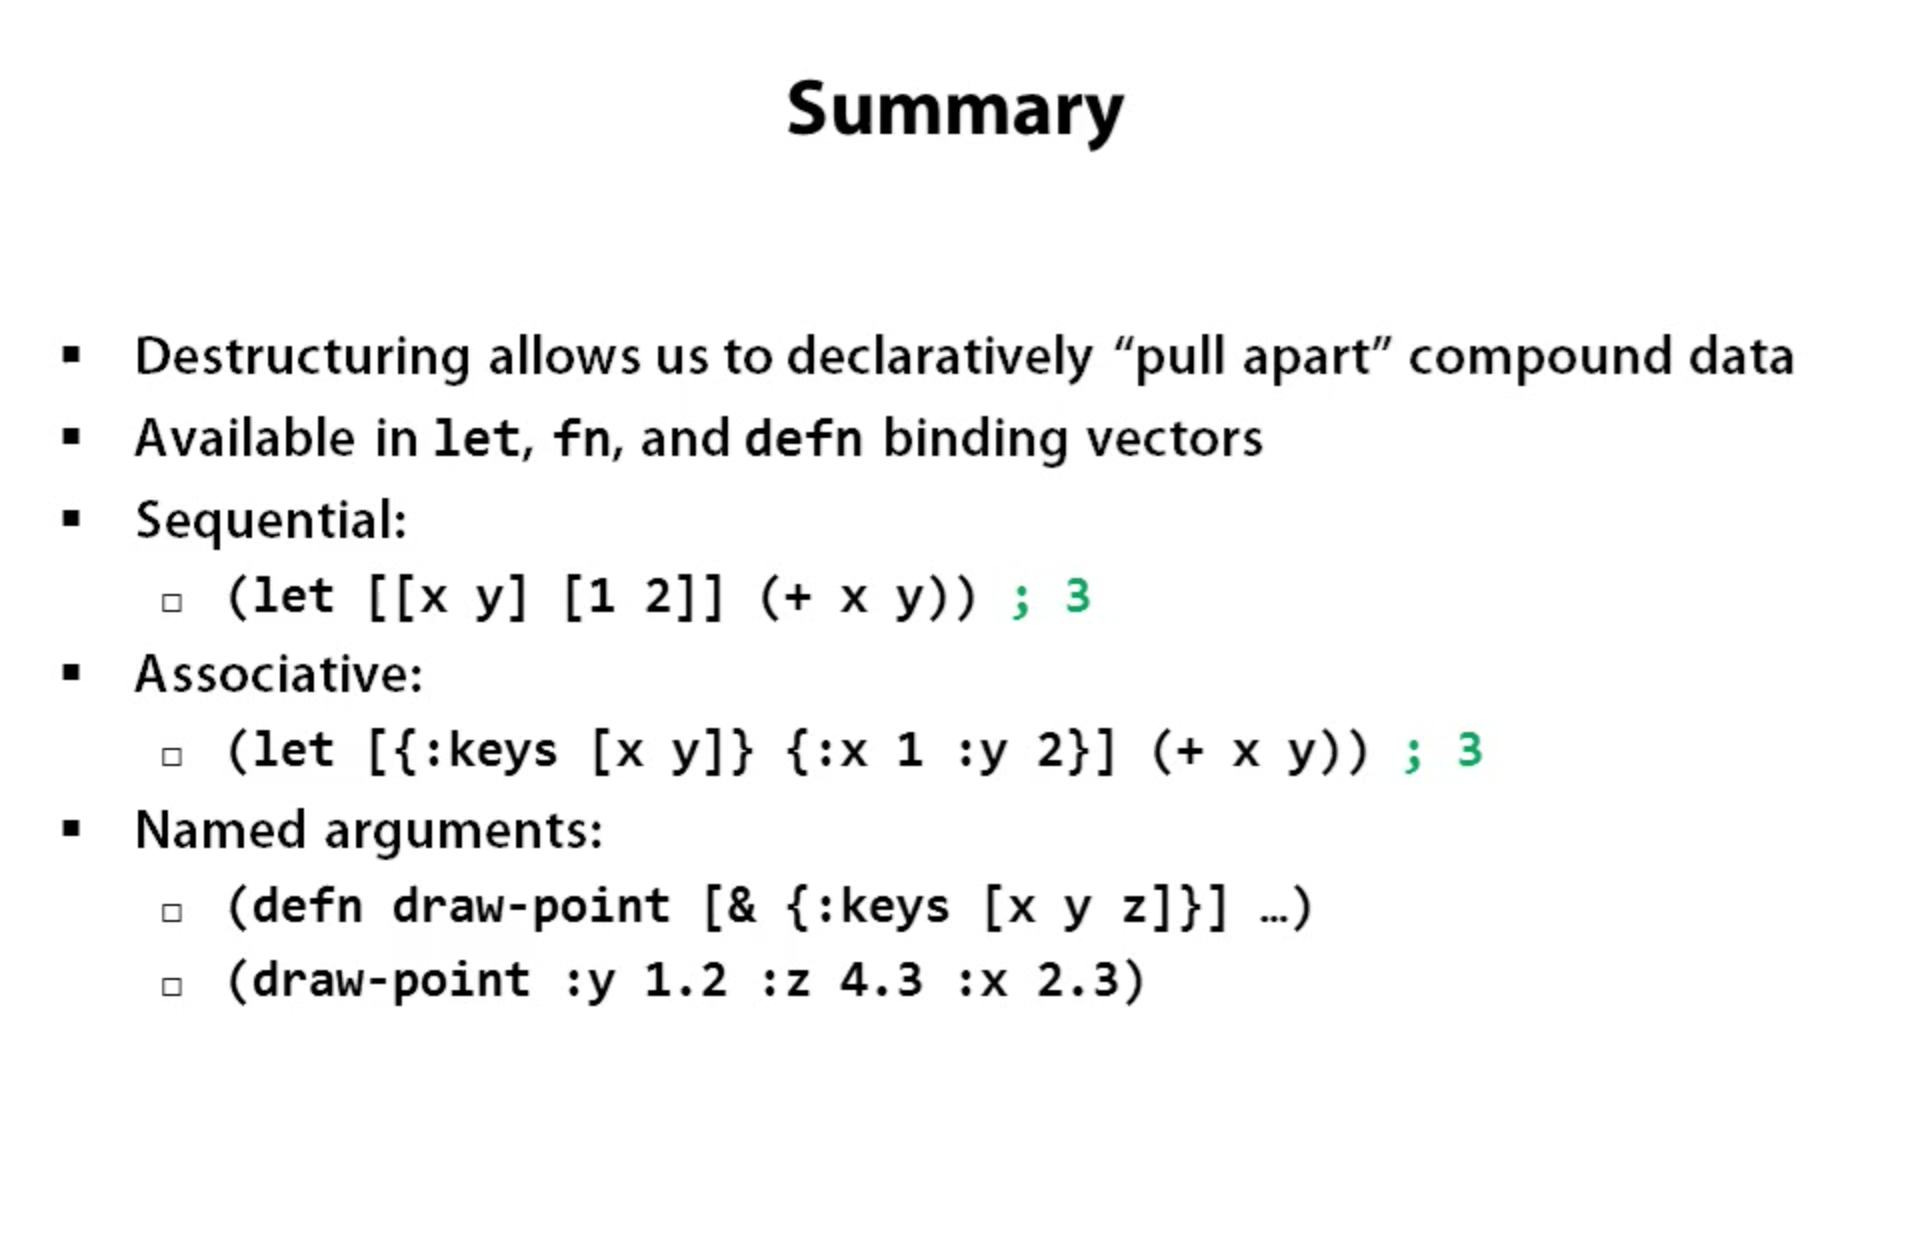 Summary
▪ Destructuring allows us to declaratively “pull apart” compound data
▪ Available in let, fn, and defn binding vectors
▪ Sequential:
□ (let [[x y] [1 2]] (+ x y)) ; 3
▪ Associative:
□ (let [{:keys [x y]} {:x 1 :y 2}] (+ x y)) ; 3
▪ Named arguments:
□ (defn draw-point [& {:keys [x y z]}] …)
□ (draw-point :y 1.2 :z 4.3 :x 2.3)